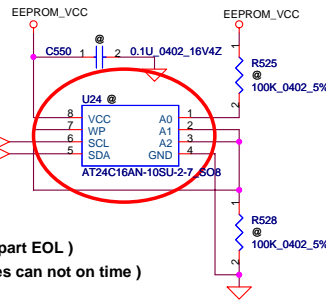 EEPROM_VCC
EEPROM_VCC
@
C550 1 2 0.1U_0402_16V4Z
1
R525
@
100K_0402_5%
2
U24 @
8 VCC A0 1
7 WP A1 2
6 SCL A2 3
5 SDA GND 4
AT24C16AN-10SU-2-7_SO8
1
R528
@
100K_0402_5%
2
part EOL )
es can not on time )